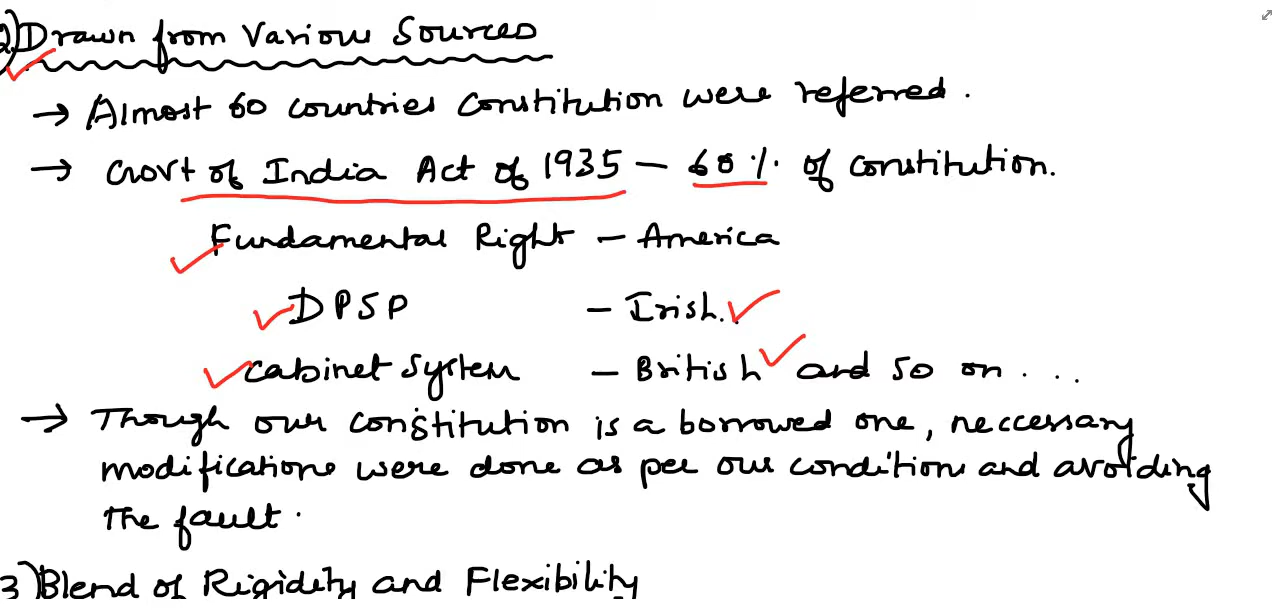 2) Drawn from Various Sources
→ Almost 60 countries Constitution were referred.
→ Govt of India Act of 1935 – 60% of constitution.
Fundamental Right – America
DPSP – Irish.
Cabinet System – British and so on ...
→ Though our constitution is a borrowed one, neccessary
modifications were done as per our conditions and avoiding
the fault.
3) Blend of Rigidity and Flexibility